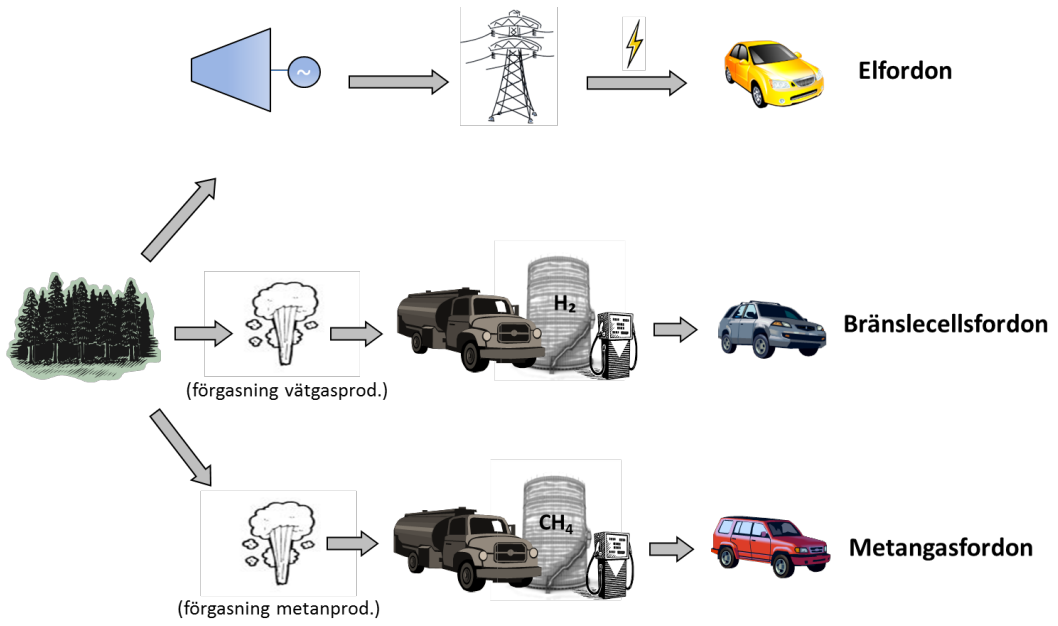 ~
Elfordon
H₂
Bränslecellsfordon
(förgasning vätgasprod.)
CH₄
Metangasfordon
(förgasning metanprod.)